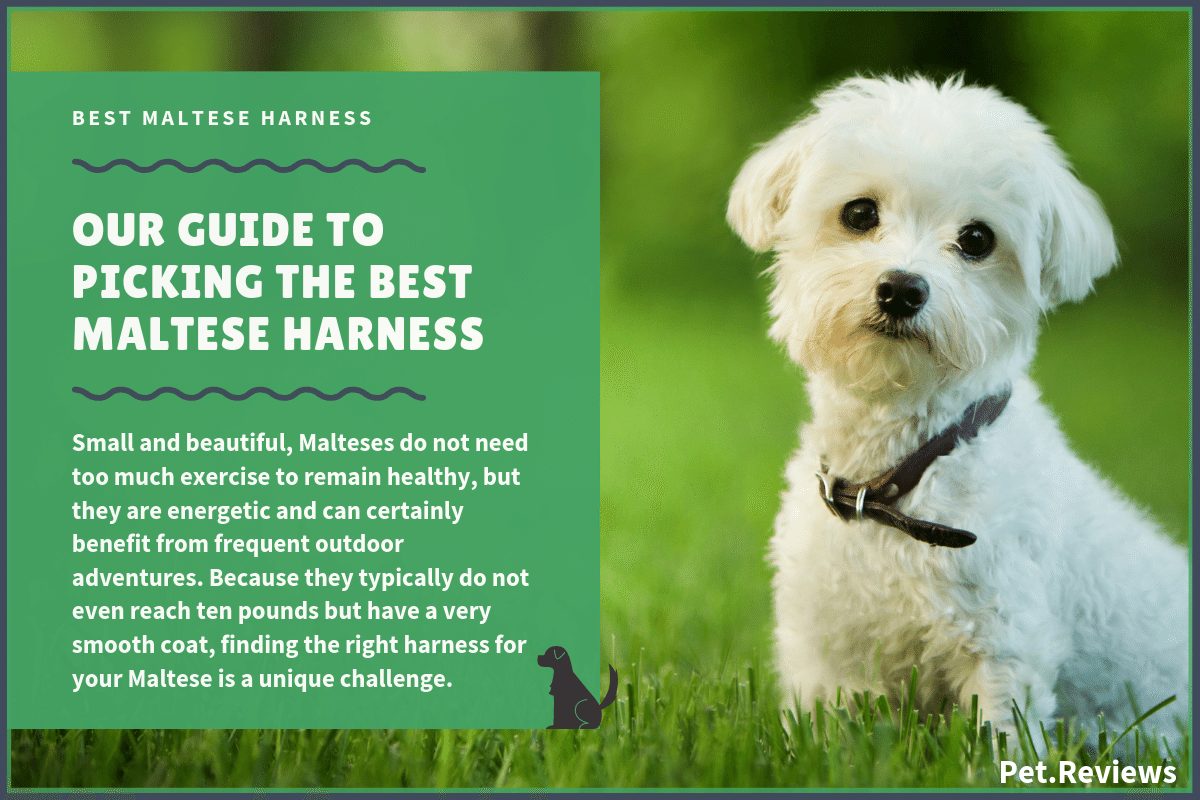 BEST MALTESE HARNESS
OUR GUIDE TO
PICKING THE BEST
MALTESE HARNESS
Small and beautiful, Malteses do not need
too much exercise to remain healthy, but
they are energetic and can certainly
benefit from frequent outdoor
adventures. Because they typically do not
even reach ten pounds but have a very
smooth coat, finding the right harness for
your Maltese is a unique challenge.
Pet.Reviews